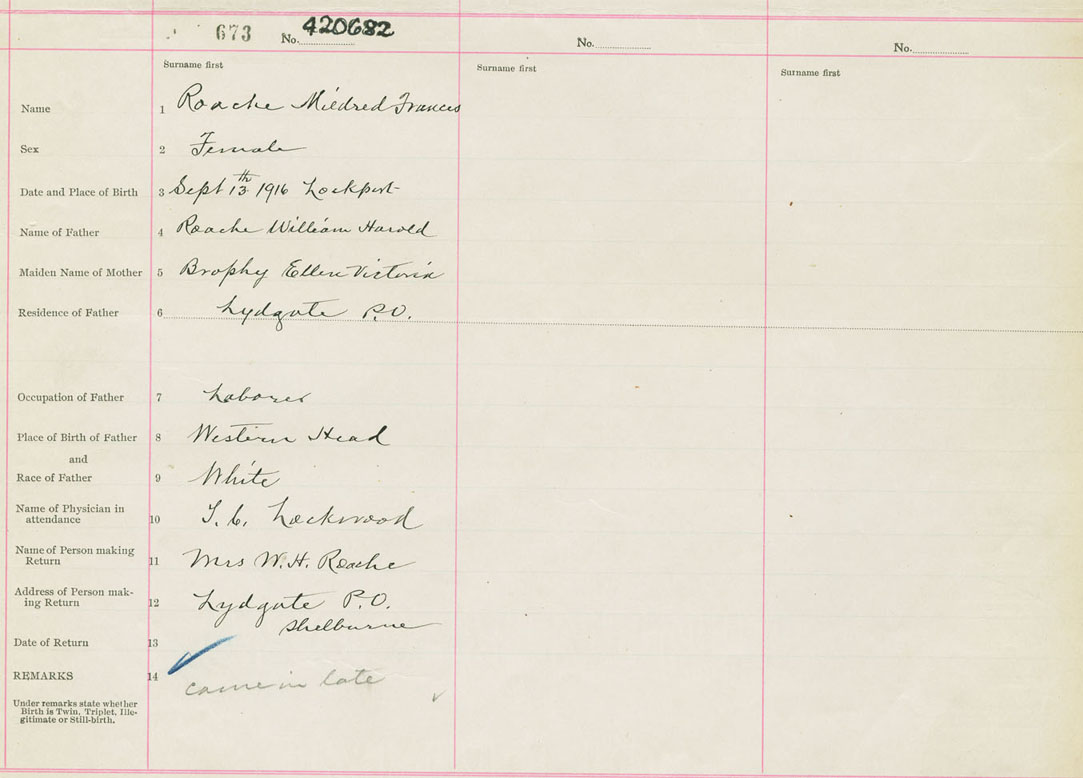 673 No. 420682 No. No.
Surname first Surname first Surname first
Name 1 Roache Mildred Frances
Sex 2 Female
Date and Place of Birth 3 Sept 13th 1916 Lockport
Name of Father 4 Roache William Harold
Maiden Name of Mother 5 Brophy Ellen Victoria
Residence of Father 6 Lydgate P.O.
Occupation of Father 7 Laborer
Place of Birth of Father 8 Western Head
and
Race of Father 9 White
Name of Physician in
attendance 10 Lockwood
Name of Person making
Return 11 Mrs W.H. Roache
Address of Person mak-
ing Return 12 Lydgate P.O.
Shelburne
Date of Return 13
REMARKS 14 came in late
Under remarks state whether
Birth is Twin, Triplet, Ille-
gitimate or Still-birth.